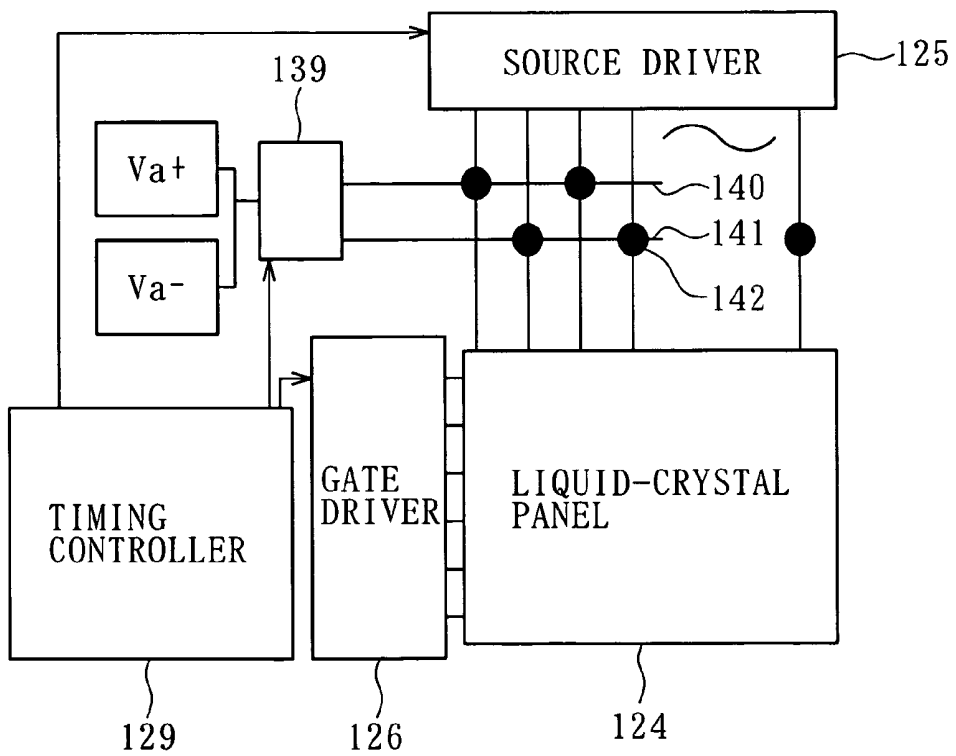 SOURCE DRIVER
125
139
Va+
140
141
Va-
142
GATE
DRIVER
LIQUID-CRYSTAL
PANEL
TIMING
CONTROLLER
129
126
124